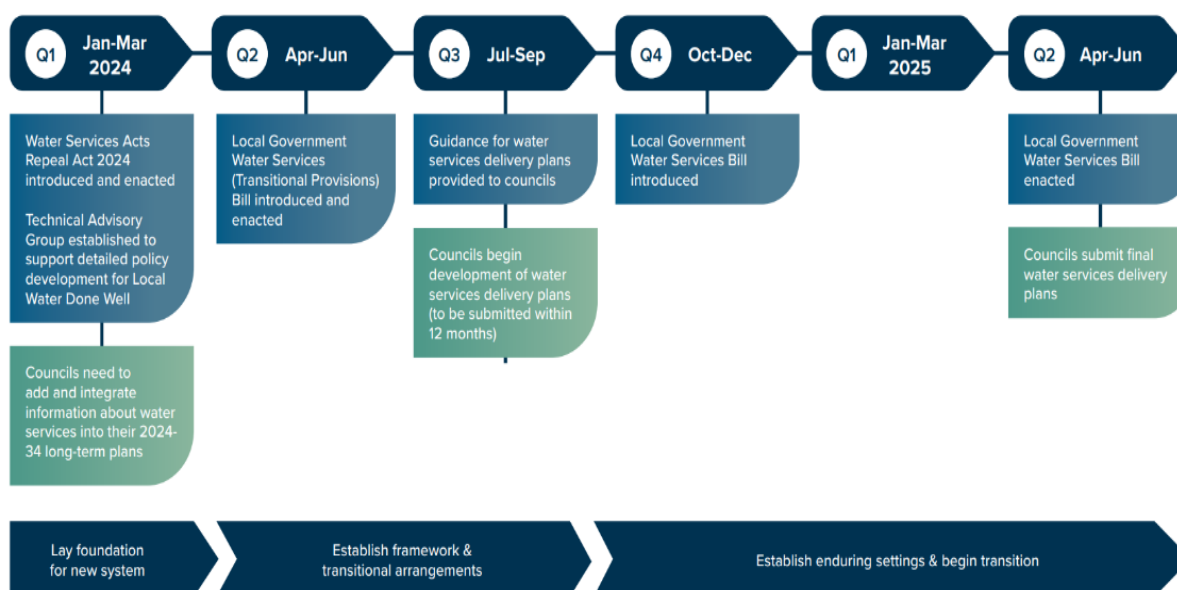 Q1
Jan-Mar
2024
Q2
Apr-Jun
Q3
Jul-Sep
Q4
Oct-Dec
Q1
Jan-Mar
2025
Q2
Apr-Jun
Water Services Acts
Repeal Act 2024
introduced and enacted
Technical Advisory
Group established to
support detailed policy
development for Local
Water Done Well
Councils need to
add and integrate
information about water
services into their 2024-
34 long-term plans
Local Government
Water Services
(Transitional Provisions)
Bill introduced and
enacted
Guidance for water
services delivery plans
provided to councils
Councils begin
development of water
services delivery plans
(to be submitted within
12 months)
Local Government
Water Services Bill
introduced
Local Government
Water Services Bill
enacted
Councils submit final
water services delivery
plans
Lay foundation
for new system
Establish framework &
transitional arrangements
Establish enduring settings & begin transition